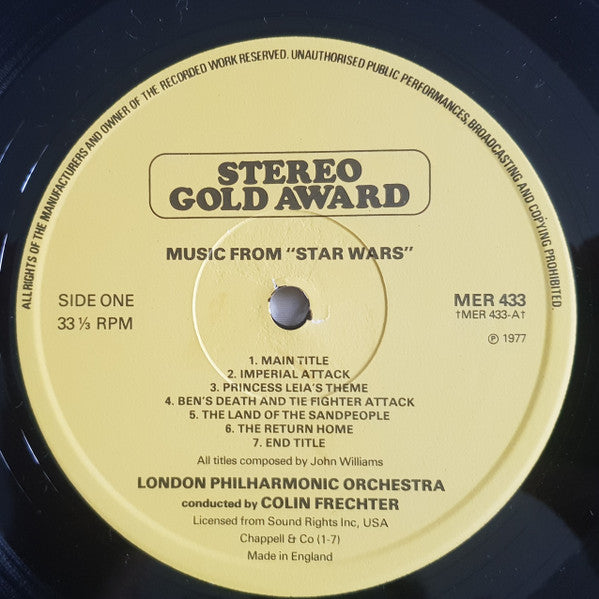 ALL RIGHTS OF THE MANUFACTURERS AND OWNER OF THE RECORDED WORK RESERVED. UNAUTHORISED PUBLIC PERFORMANCES, BROADCASTING AND COPYING PROHIBITED.
STEREO
GOLD AWARD
MUSIC FROM "STAR WARS"
SIDE ONE
33 ⅓ RPM
MER 433
†MER 433-A†
℗ 1977
1. MAIN TITLE
2. IMPERIAL ATTACK
3. PRINCESS LEIA'S THEME
4. BEN'S DEATH AND TIE FIGHTER ATTACK
5. THE LAND OF THE SANDPEOPLE
6. THE RETURN HOME
7. END TITLE
All titles composed by John Williams
LONDON PHILHARMONIC ORCHESTRA
conducted by COLIN FRECHTER
Licensed from Sound Rights Inc, USA
Chappell & Co (1-7)
Made in England